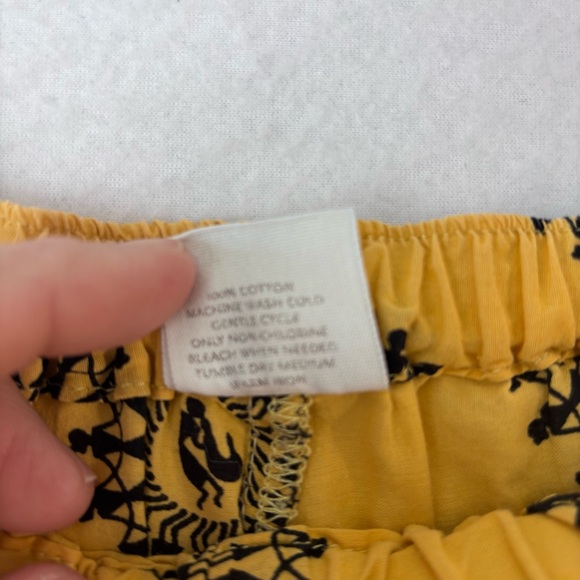 100% COTTON
MACHINE WASH COLD
GENTLE CYCLE
ONLY NON-CHLORINE
BLEACH WHEN NEEDED
TUMBLE DRY MEDIUM
WARM IRON